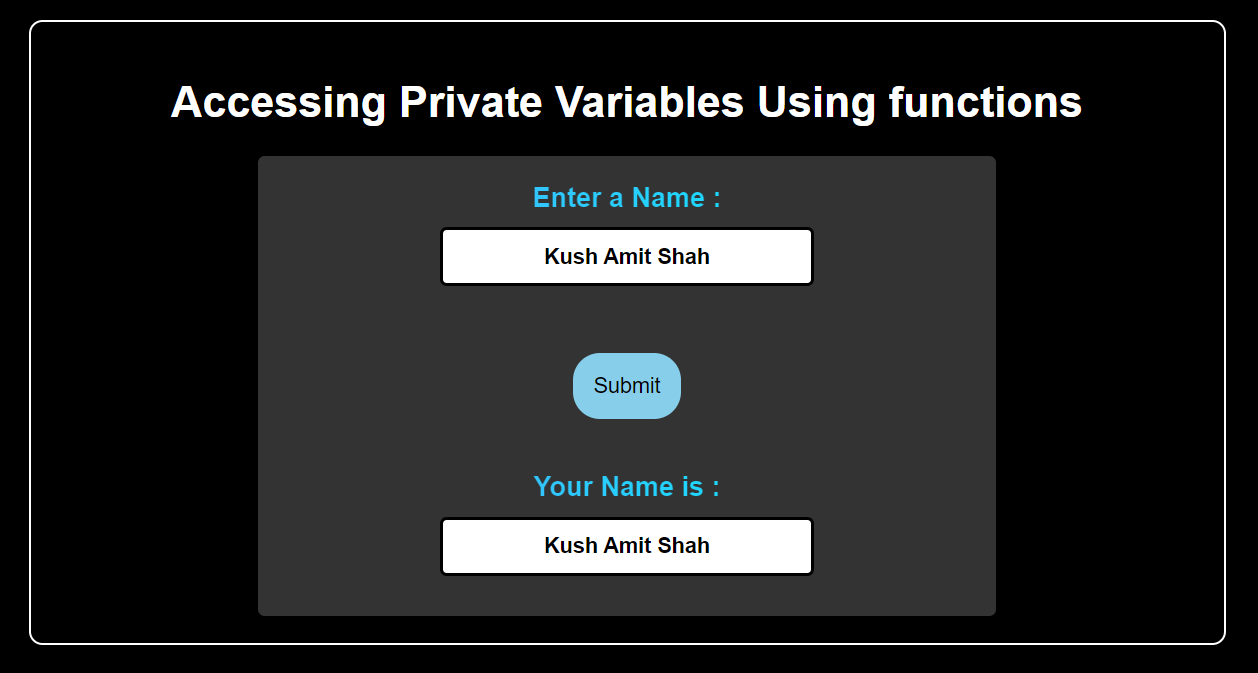 Accessing Private Variables Using functions
Enter a Name :
Kush Amit Shah
Submit
Your Name is :
Kush Amit Shah